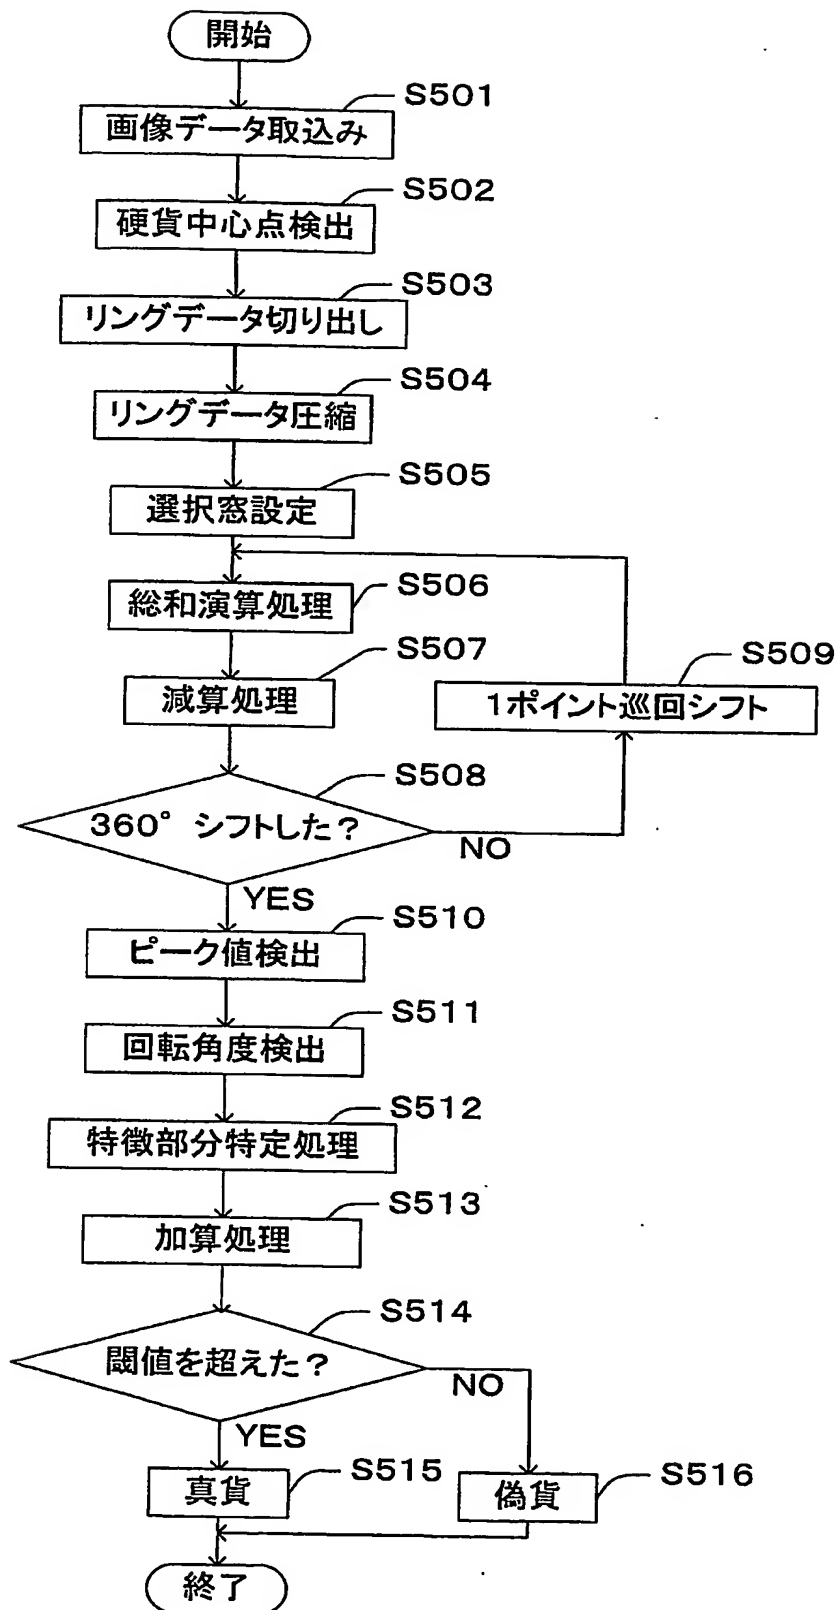 開始
S501
画像データ取込み
S502
硬貨中心点検出
S503
リングデータ切り出し
S504
リングデータ圧縮
S505
選択窓設定
S506
総和演算処理
S507
減算処理
S509
1ポイント巡回シフト
S508
360°シフトした？
NO
YES
S510
ピーク値検出
S511
回転角度検出
S512
特徴部分特定処理
S513
加算処理
S514
閾値を超えた？
NO
YES
S515
真貨
S516
偽貨
終了